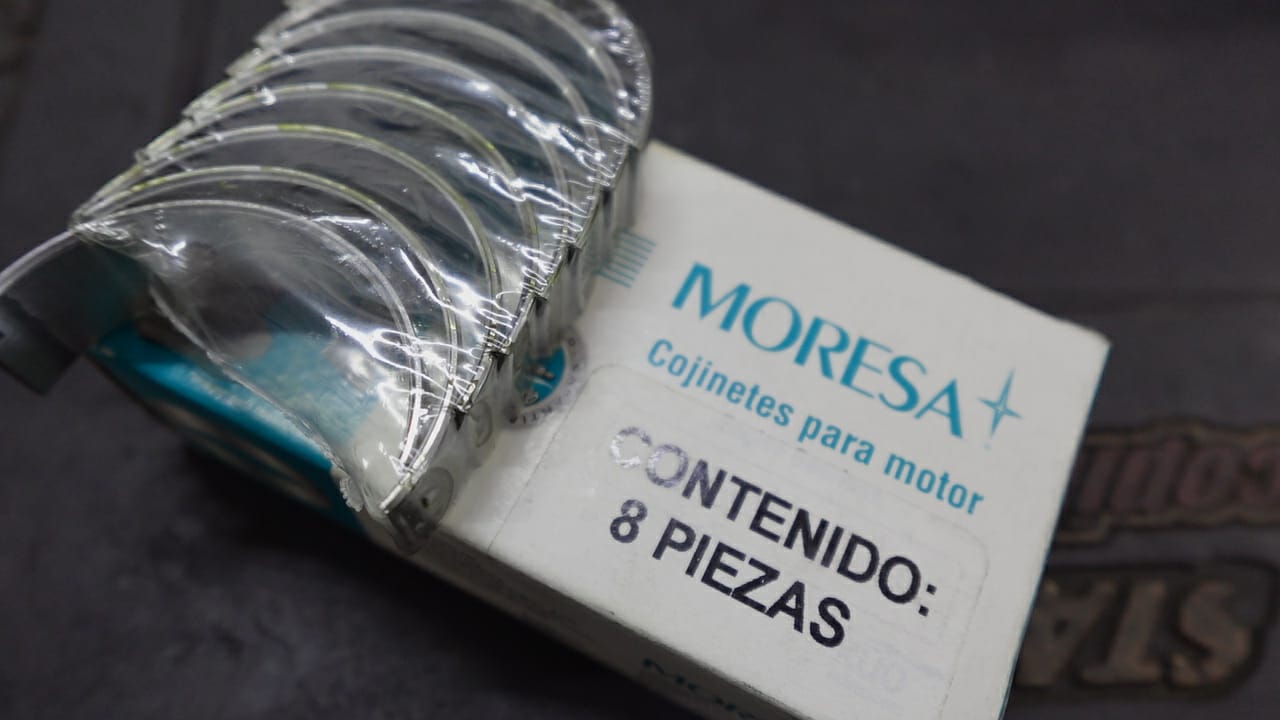 MORESA
Cojinetes para motor
CONTENIDO:
8 PIEZAS